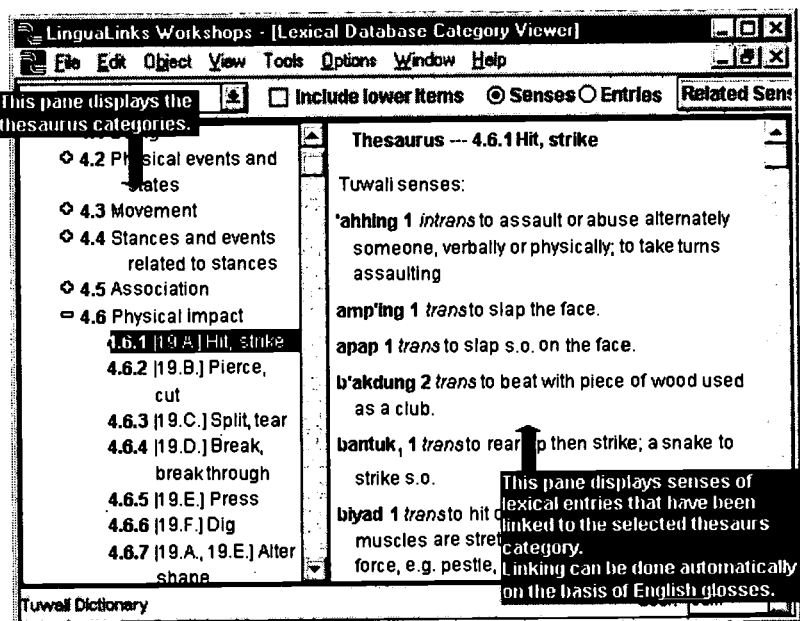 LinguaLinks Workshops - [Lexical Database Category Viewer]
File Edit Object View Tools Options Window Help
This pane displays the
thesaurus categories.
Include lower items Senses Entries Related Sens
4.2 Physical events and
states
4.3 Movement
4.4 Stances and events
related to stances
4.5 Association
4.6 Physical impact
4.6.1 [19.A.] Hit, strike
4.6.2 [19.B.] Pierce,
cut
4.6.3 [19.C.] Split, tear
4.6.4 [19.D.] Break,
break through
4.6.5 [19.E.] Press
4.6.6 [19.F.] Dig
4.6.7 [19.A., 19.E.] Alter
shape
Thesaurus --- 4.6.1 Hit, strike
Tuwali senses:
'ahhing 1 intrans to assault or abuse alternately
someone, verbally or physically; to take turns
assaulting
amp'ing 1 trans to slap the face.
apap 1 trans to slap s.o. on the face.
b'akdung 2 trans to beat with piece of wood used
as a club.
bantuk₁ 1 trans to rear up then strike; a snake to
strike s.o.
biyad 1 trans to hit
muscles are
force, e.g. pestle,
This pane displays senses of
lexical entries that have been
linked to the selected thesaurs
category.
Linking can be done automatically
on the basis of English glosses.
Tuwali Dictionary